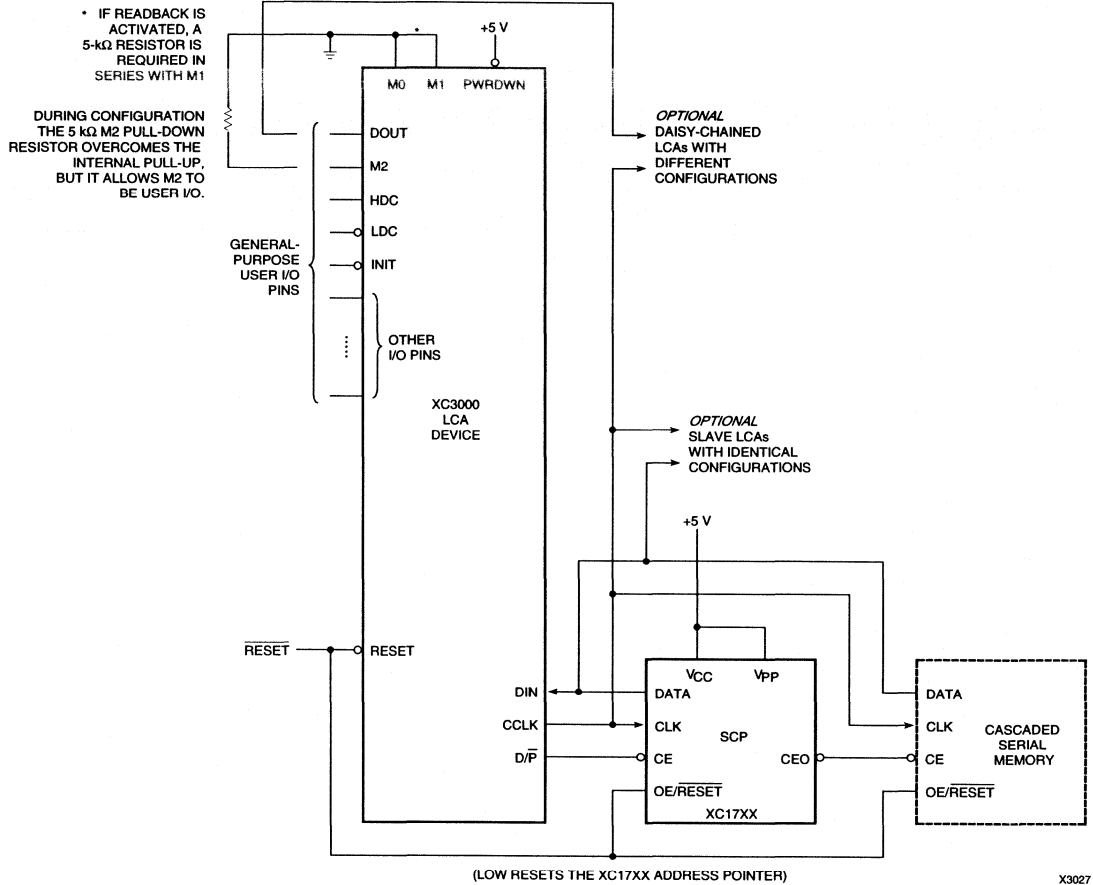 * IF READBACK IS
ACTIVATED, A
5-kΩ RESISTOR IS
REQUIRED IN
SERIES WITH M1
*
+5 V
M0
M1
PWRDWN
DURING CONFIGURATION
THE 5 kΩ M2 PULL-DOWN
RESISTOR OVERCOMES THE
INTERNAL PULL-UP,
BUT IT ALLOWS M2 TO
BE USER I/O.
DOUT
M2
HDC
LDC
INIT
GENERAL-
PURPOSE
USER I/O
PINS
OTHER
I/O PINS
XC3000
LCA
DEVICE
OPTIONAL
DAISY-CHAINED
LCAs WITH
DIFFERENT
CONFIGURATIONS
OPTIONAL
SLAVE LCAs
WITH IDENTICAL
CONFIGURATIONS
+5 V
RESET
RESET
DIN
CCLK
D/P
VCC
VPP
DATA
CLK
SCP
CE
CEO
OE/RESET
XC17XX
DATA
CLK
CE
OE/RESET
CASCADED
SERIAL
MEMORY
(LOW RESETS THE XC17XX ADDRESS POINTER)
X3027